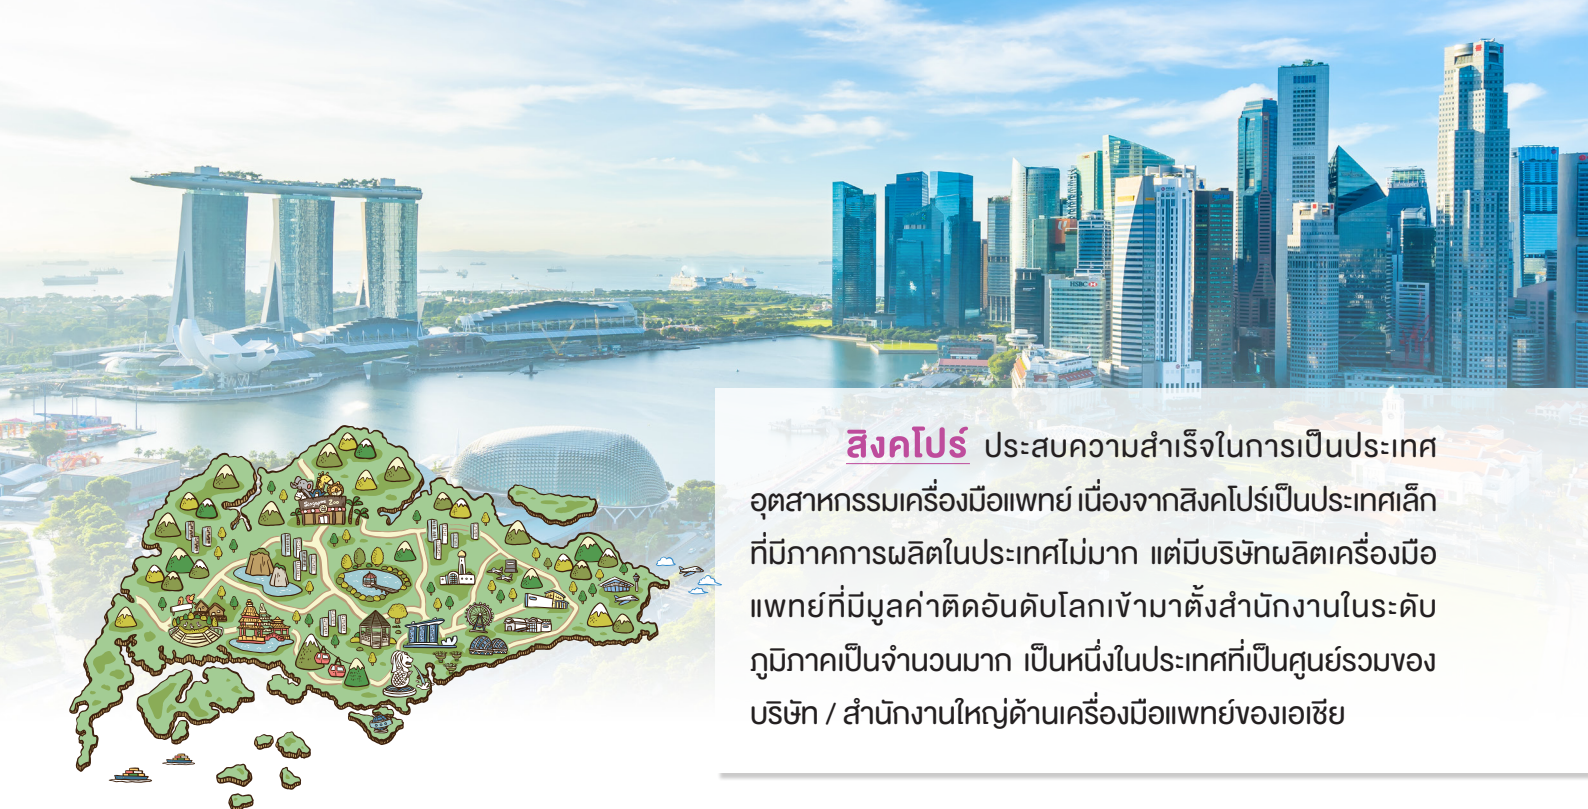 HSBC
สิงคโปร์ ประสบความสำเร็จในการเป็นประเทศ
อุตสาหกรรมเครื่องมือแพทย์ เนื่องจากสิงคโปร์เป็นประเทศเล็ก
ที่มีภาคการผลิตในประเทศไม่มาก แต่มีบริษัทผลิตเครื่องมือ
แพทย์ที่มีมูลค่าติดอันดับโลกเข้ามาตั้งสำนักงานในระดับ
ภูมิภาคเป็นจำนวนมาก เป็นหนึ่งในประเทศที่เป็นศูนย์รวมของ
บริษัท / สำนักงานใหญ่ด้านเครื่องมือแพทย์ของเอเชีย